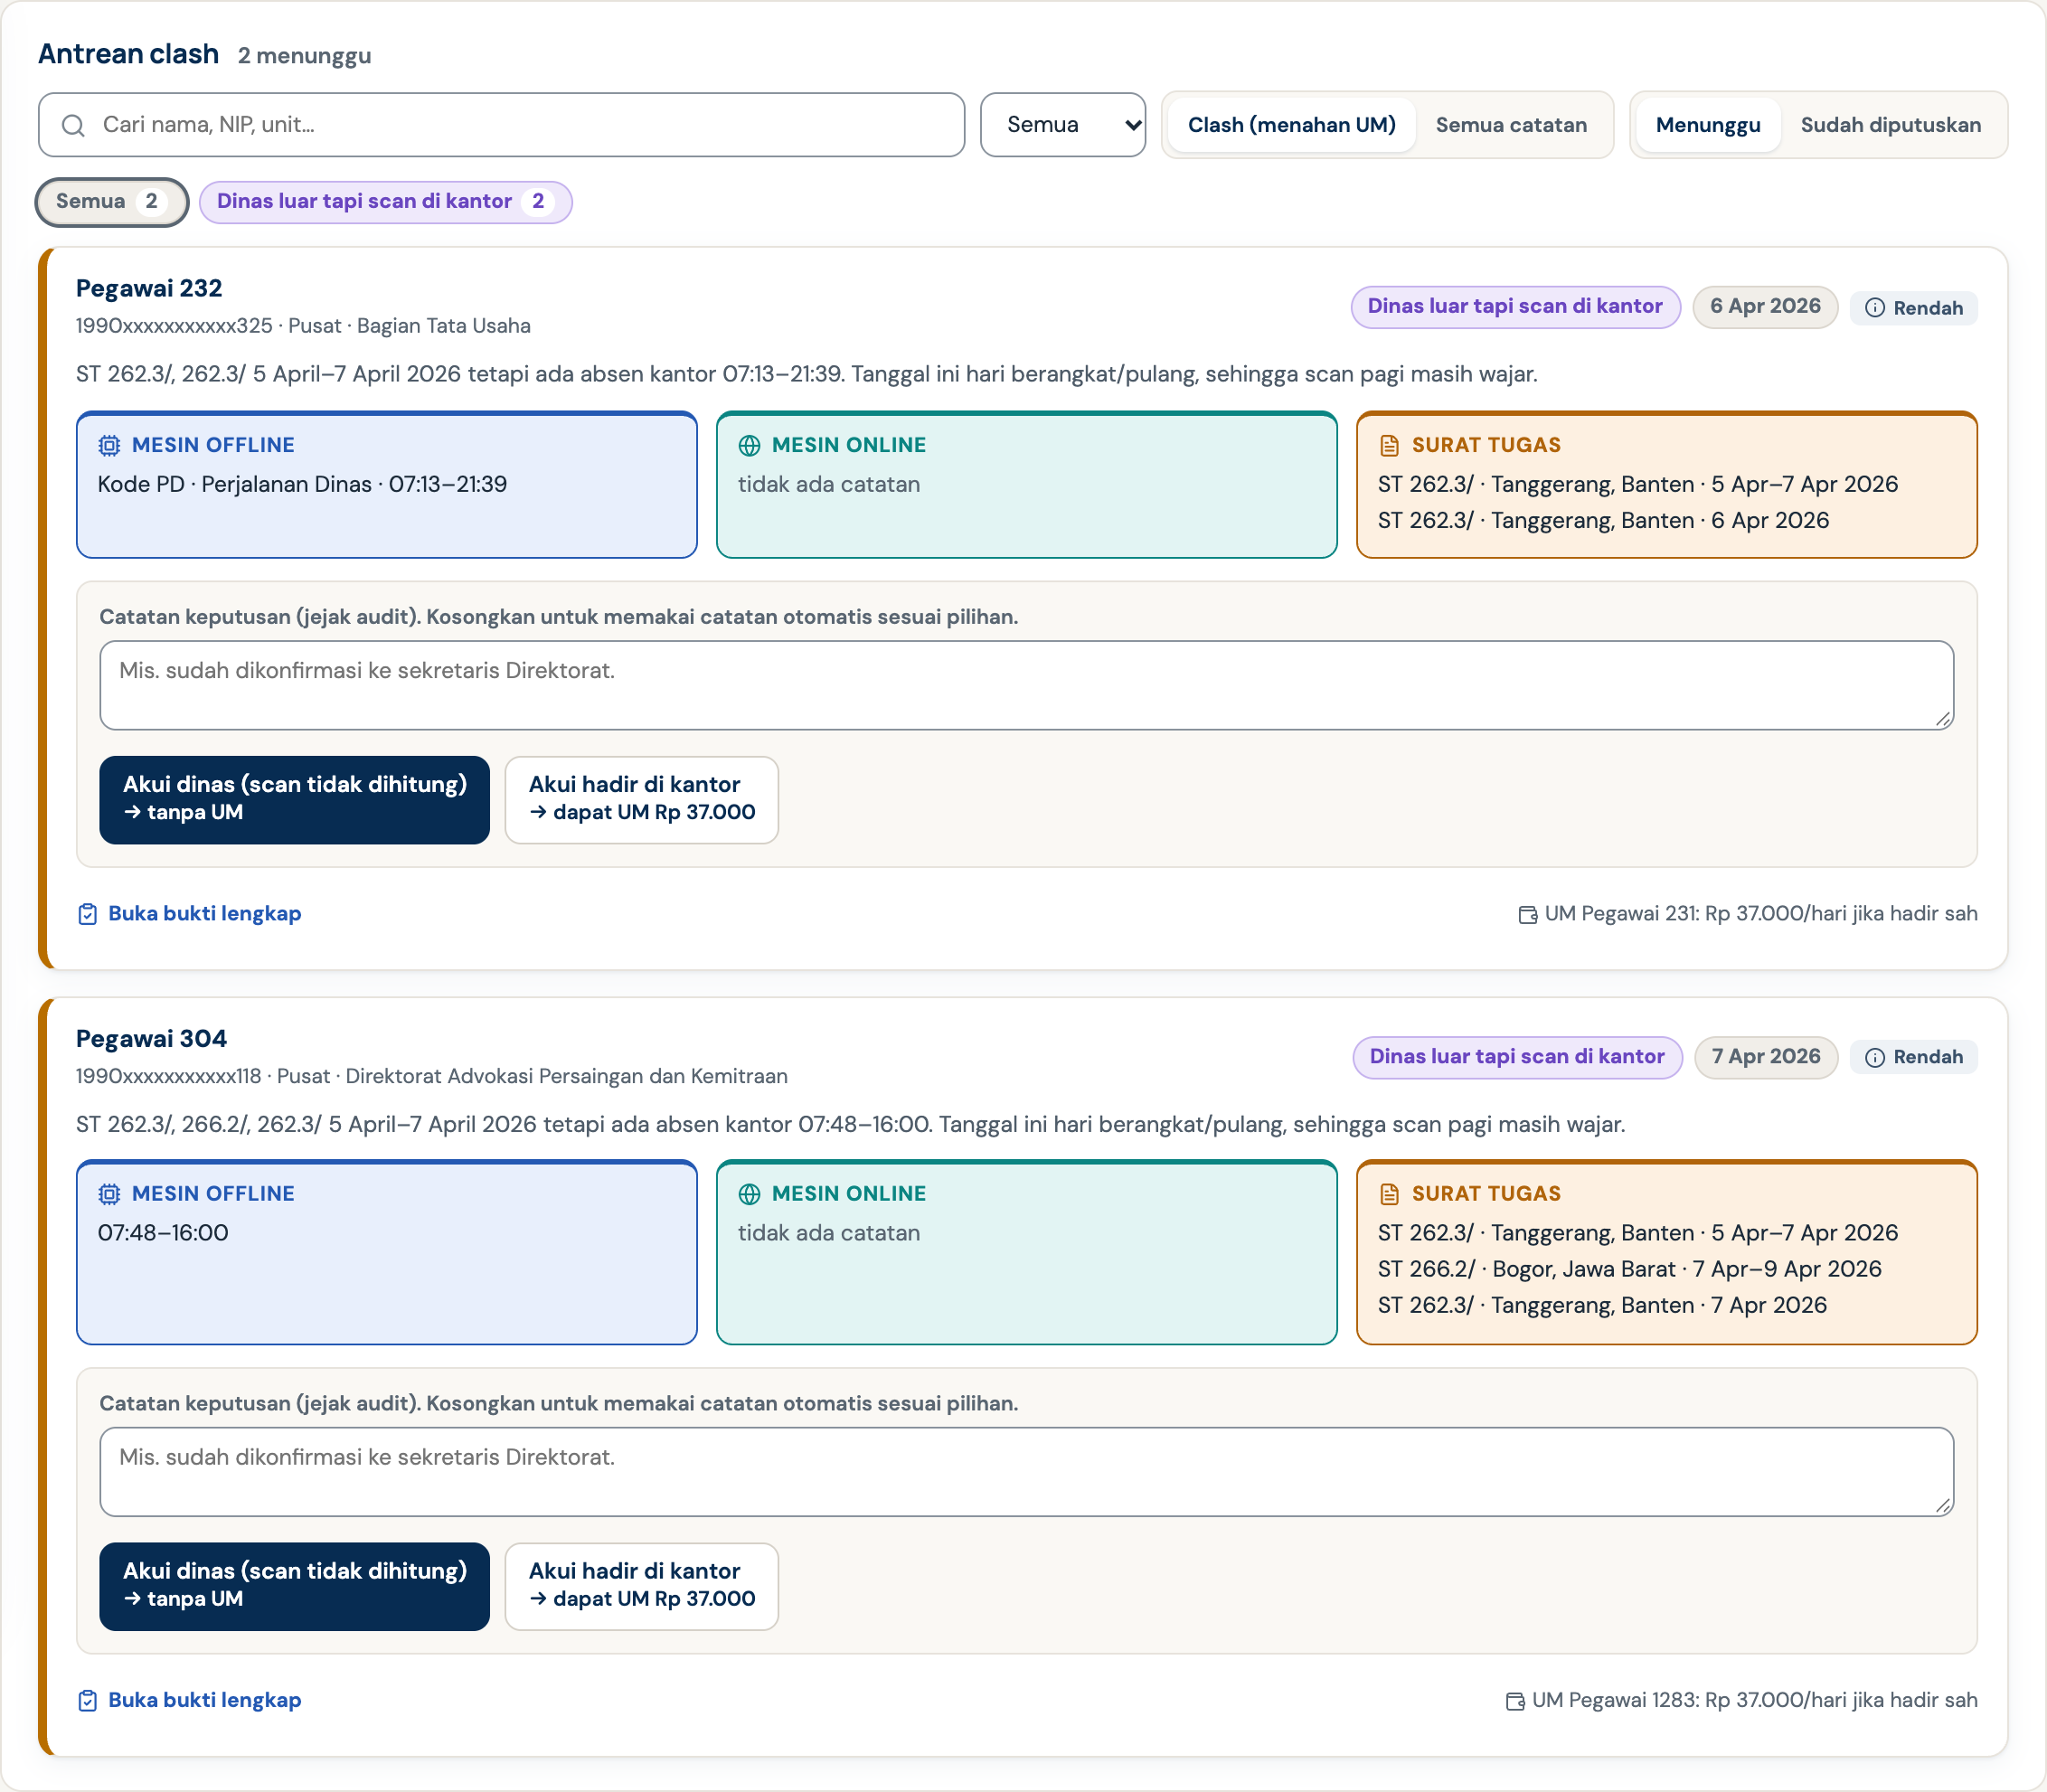 Antrean clash 2 menunggu
Cari nama, NIP, unit...
Semua
Clash (menahan UM)
Semua catatan
Menunggu
Sudah diputuskan
Semua 2
Dinas luar tapi scan di kantor 2
Pegawai 232
Dinas luar tapi scan di kantor
6 Apr 2026
Rendah
1990xxxxxxxxxxx325 · Pusat · Bagian Tata Usaha
ST 262.3/, 262.3/ 5 April–7 April 2026 tetapi ada absen kantor 07:13–21:39. Tanggal ini hari berangkat/pulang, sehingga scan pagi masih wajar.
MESIN OFFLINE
Kode PD · Perjalanan Dinas · 07:13–21:39
MESIN ONLINE
tidak ada catatan
SURAT TUGAS
ST 262.3/ · Tanggerang, Banten · 5 Apr–7 Apr 2026
ST 262.3/ · Tanggerang, Banten · 6 Apr 2026
Catatan keputusan (jejak audit). Kosongkan untuk memakai catatan otomatis sesuai pilihan.
Mis. sudah dikonfirmasi ke sekretaris Direktorat.
Akui dinas (scan tidak dihitung)
→ tanpa UM
Akui hadir di kantor
→ dapat UM Rp 37.000
Buka bukti lengkap
UM Pegawai 231: Rp 37.000/hari jika hadir sah
Pegawai 304
Dinas luar tapi scan di kantor
7 Apr 2026
Rendah
1990xxxxxxxxxxx118 · Pusat · Direktorat Advokasi Persaingan dan Kemitraan
ST 262.3/, 266.2/, 262.3/ 5 April–7 April 2026 tetapi ada absen kantor 07:48–16:00. Tanggal ini hari berangkat/pulang, sehingga scan pagi masih wajar.
MESIN OFFLINE
07:48–16:00
MESIN ONLINE
tidak ada catatan
SURAT TUGAS
ST 262.3/ · Tanggerang, Banten · 5 Apr–7 Apr 2026
ST 266.2/ · Bogor, Jawa Barat · 7 Apr–9 Apr 2026
ST 262.3/ · Tanggerang, Banten · 7 Apr 2026
Catatan keputusan (jejak audit). Kosongkan untuk memakai catatan otomatis sesuai pilihan.
Mis. sudah dikonfirmasi ke sekretaris Direktorat.
Akui dinas (scan tidak dihitung)
→ tanpa UM
Akui hadir di kantor
→ dapat UM Rp 37.000
Buka bukti lengkap
UM Pegawai 1283: Rp 37.000/hari jika hadir sah